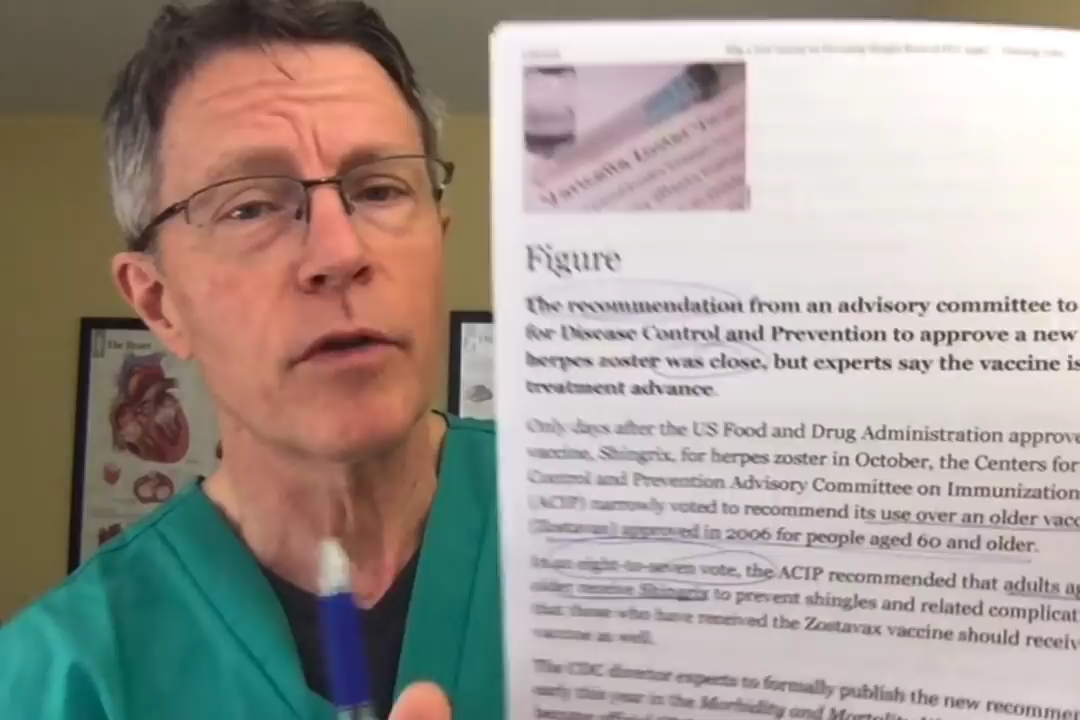 The Heart
Varicella Zoster
Figure
The recommendation from an advisory committee to
for Disease Control and Prevention to approve a new
herpes zoster was close, but experts say the vaccine is
treatment advance.
Only days after the US Food and Drug Administration approve
vaccine, Shingrix, for herpes zoster in October, the Centers for
Control and Prevention Advisory Committee on Immunization
(ACIP) narrowly voted to recommend its use over an older vacc
(Zostavax) approved in 2006 for people aged 60 and older.
In an eight-to-seven vote, the ACIP recommended that adults ag
older receive Shingrix to prevent shingles and related complicat
that those who have received the Zostavax vaccine should receiv
vaccine as well.
The CDC director expects to formally publish the new recommen
early this year in the Morbidity and Mortality